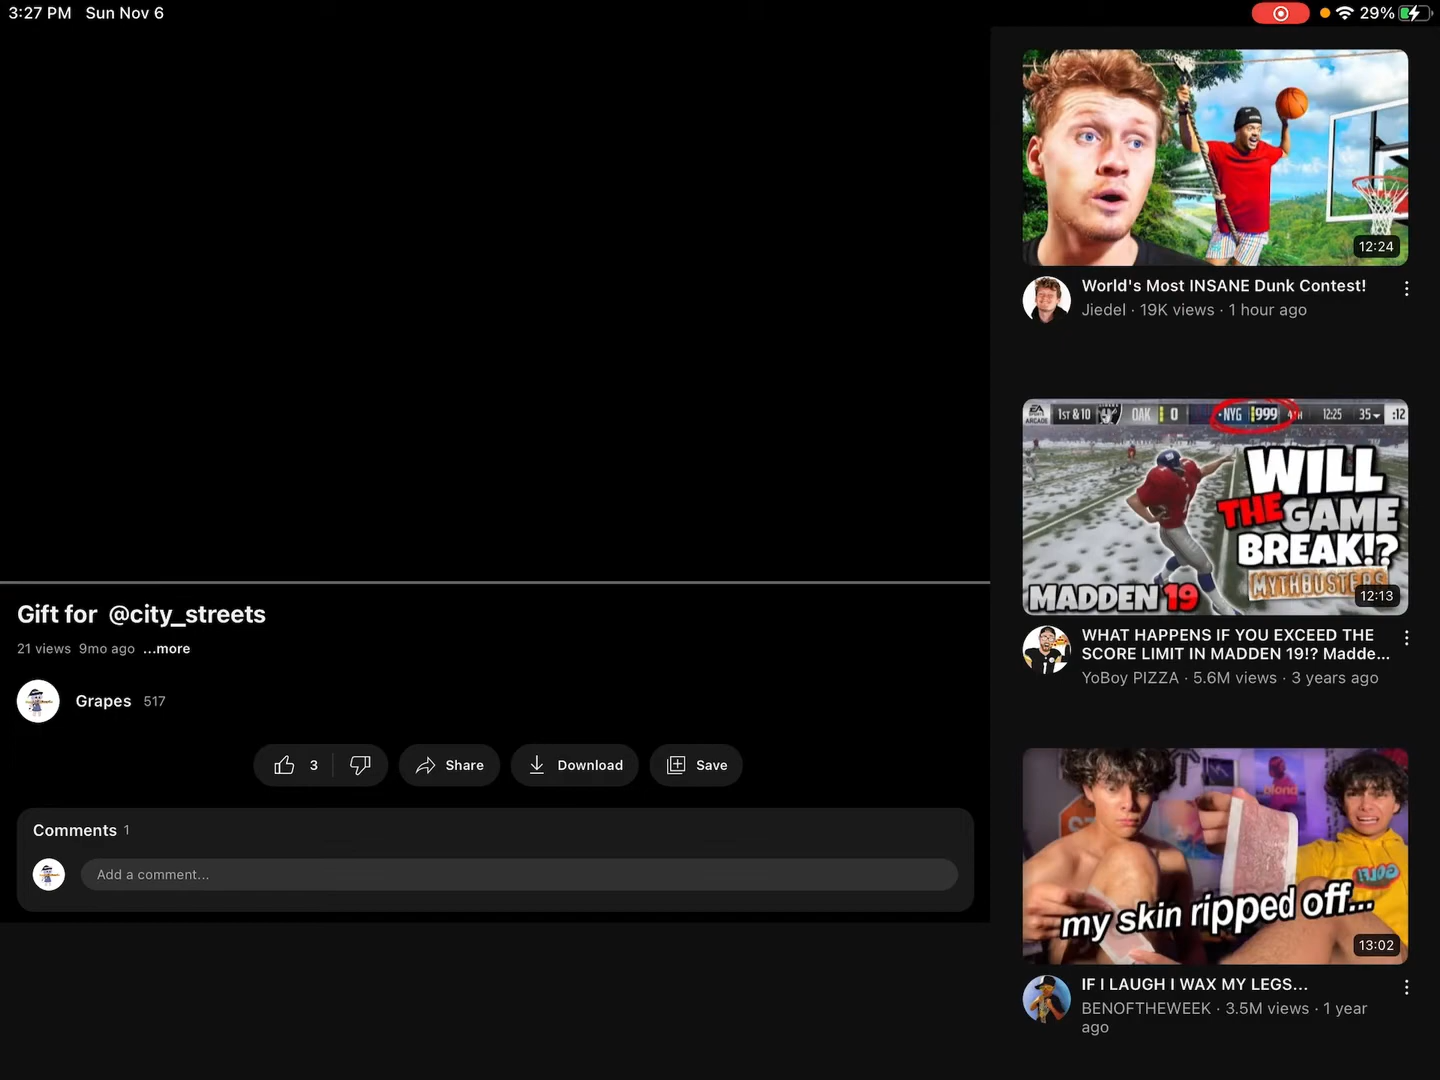 3:27 PM Sun Nov 6
29%
Gift for @city_streets
21 views 9mo ago ...more
Grapes 517
3
Share
Download
Save
Comments 1
Add a comment...
12:24
World's Most INSANE Dunk Contest!
Jiedel · 19K views · 1 hour ago
EA
SPORTS
ARCADE
1ST & 10 OAK 0 NYG 999 4TH 12:25 35 :12
WILL
THE GAME
BREAK!?
MYTHBUSTERS
MADDEN 19
12:13
WHAT HAPPENS IF YOU EXCEED THE
SCORE LIMIT IN MADDEN 19!? Madde...
YoBoy PIZZA · 5.6M views · 3 years ago
blond
GOLF
my skin ripped off...
13:02
IF I LAUGH I WAX MY LEGS...
BENOFTHEWEEK · 3.5M views · 1 year
ago